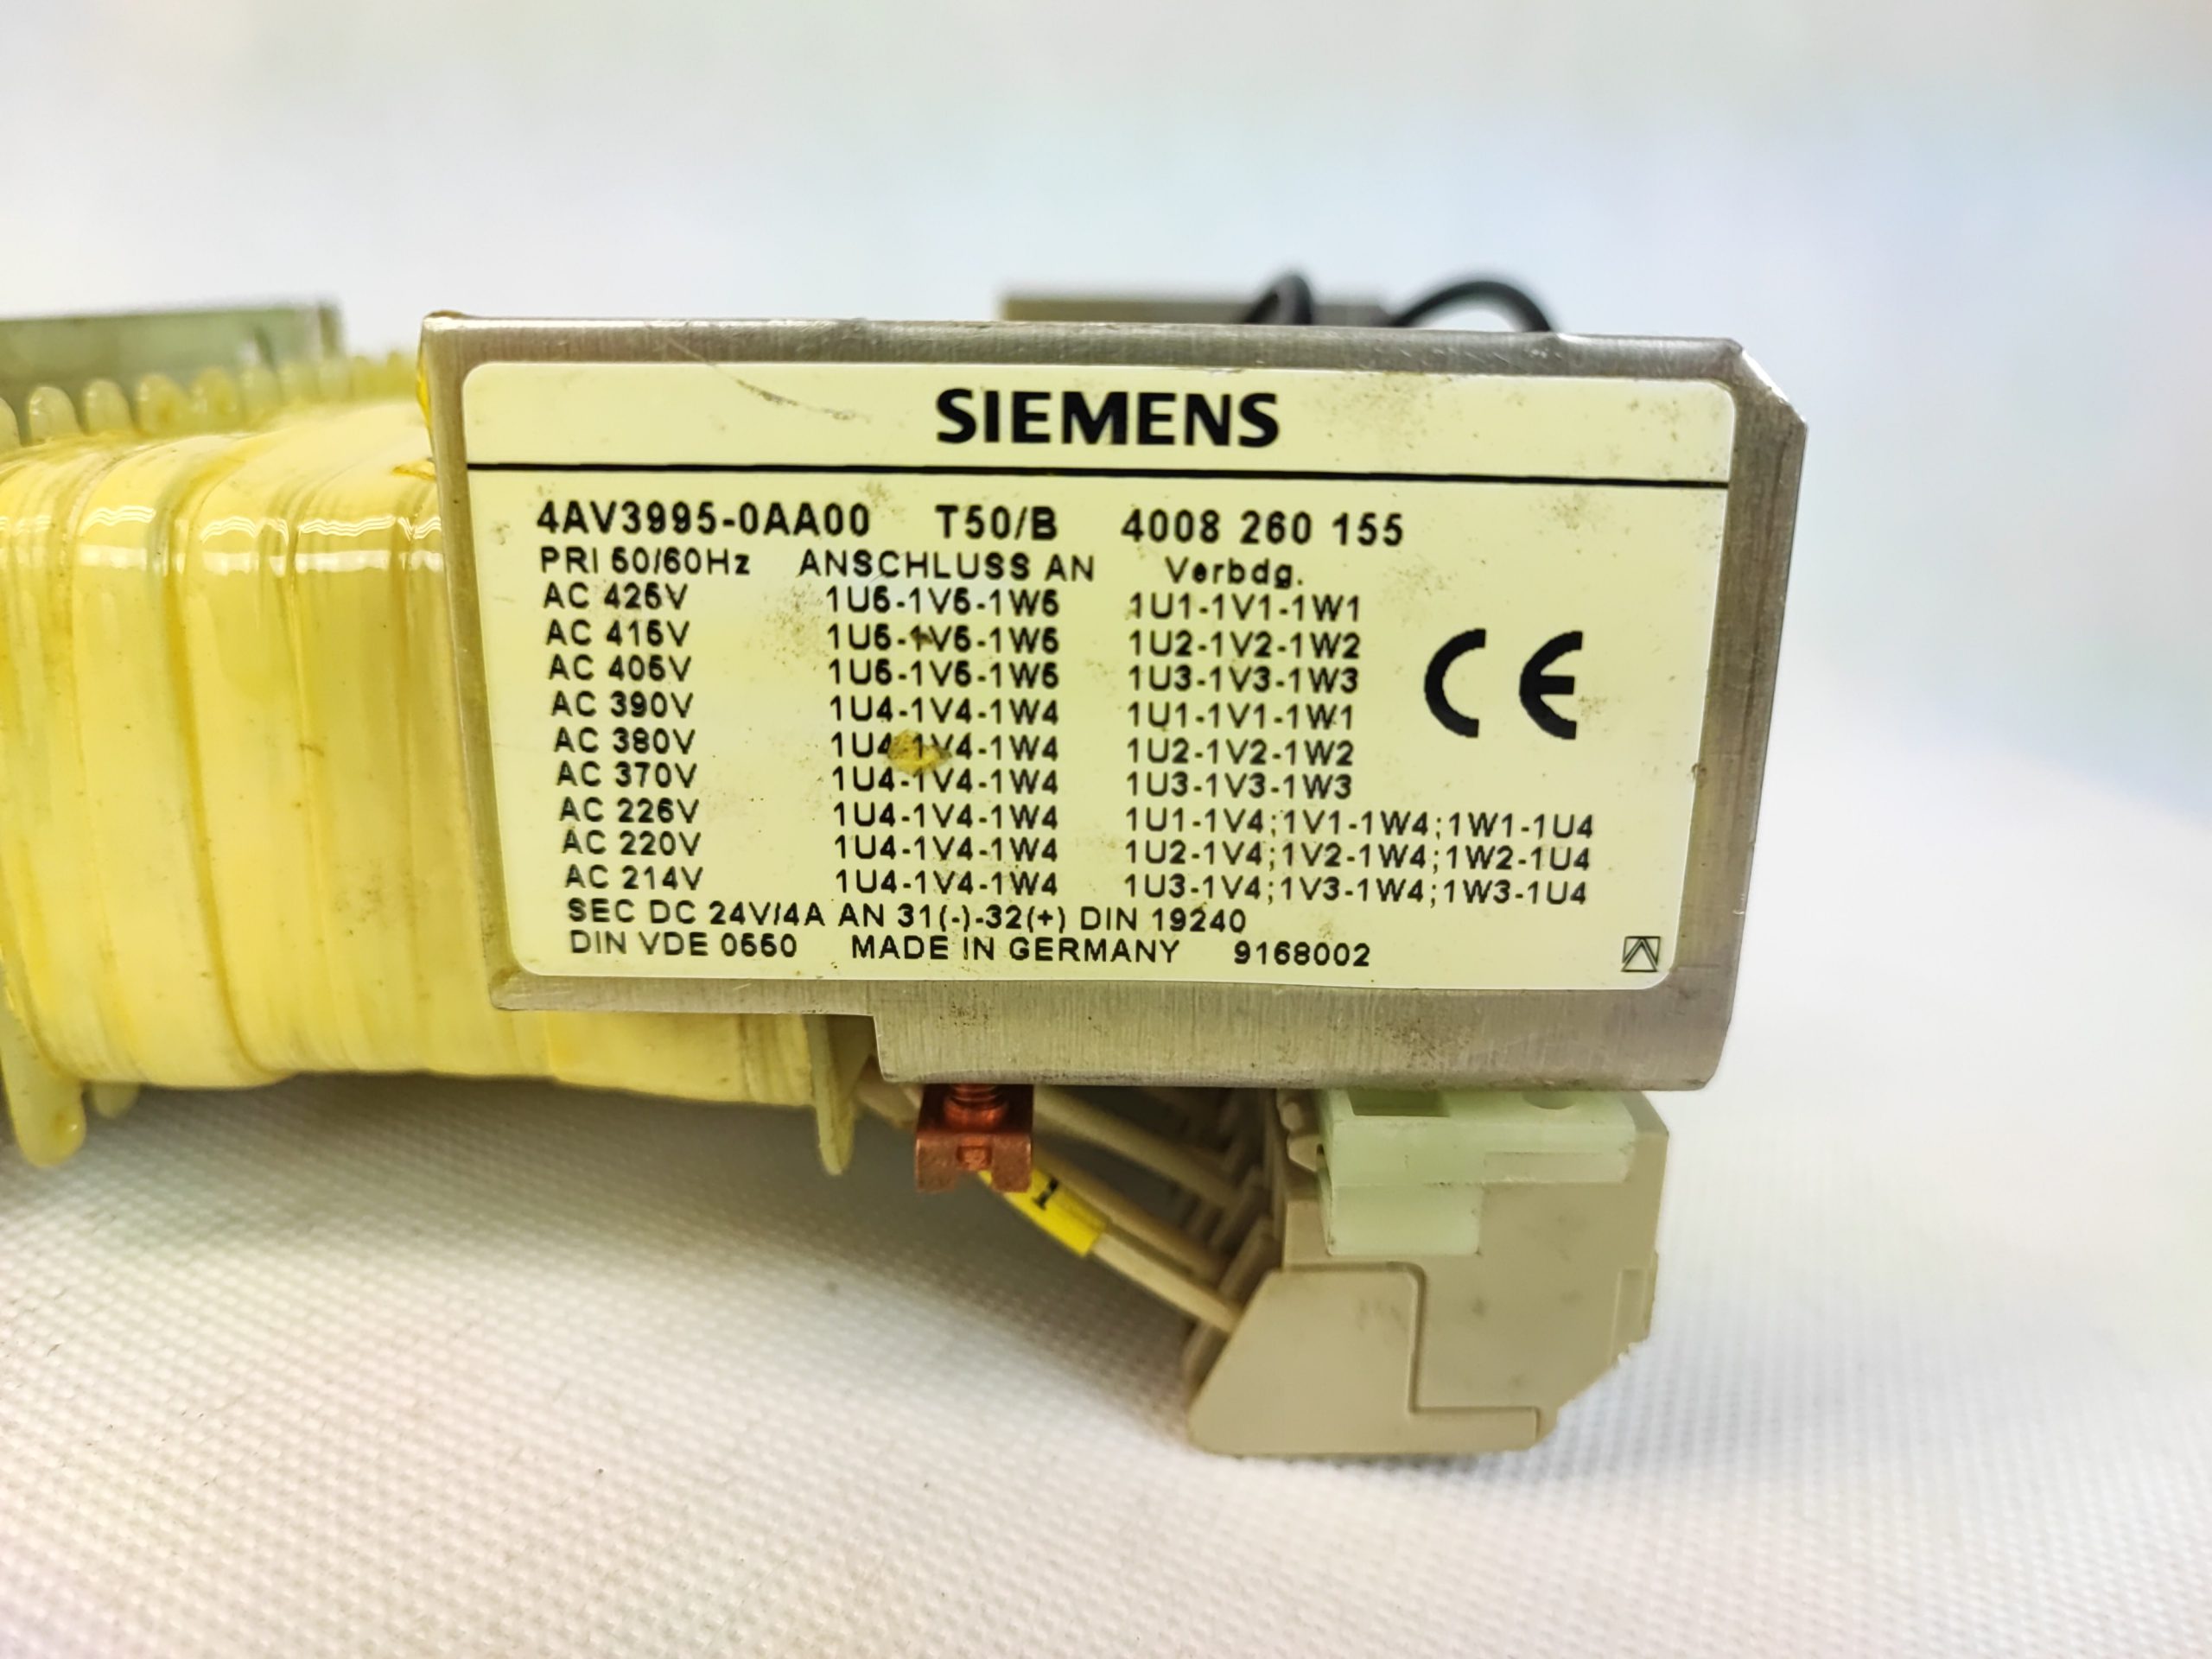 SIEMENS
4AV3995-0AA00 T50/B 4008 260 155
PRI 50/60Hz ANSCHLUSS AN Verbdg.
AC 425V 1U5-1V5-1W5 1U1-1V1-1W1
AC 415V 1U5-1V5-1W5 1U2-1V2-1W2
AC 405V 1U5-1V5-1W5 1U3-1V3-1W3
AC 390V 1U4-1V4-1W4 1U1-1V1-1W1
AC 380V 1U4-1V4-1W4 1U2-1V2-1W2
AC 370V 1U4-1V4-1W4 1U3-1V3-1W3
AC 225V 1U4-1V4-1W4 1U1-1V4;1V1-1W4;1W1-1U4
AC 220V 1U4-1V4-1W4 1U2-1V4;1V2-1W4;1W2-1U4
AC 214V 1U4-1V4-1W4 1U3-1V4;1V3-1W4;1W3-1U4
SEC DC 24V/4A AN 31(-)-32(+) DIN 19240
DIN VDE 0550 MADE IN GERMANY 9168002
CE
1